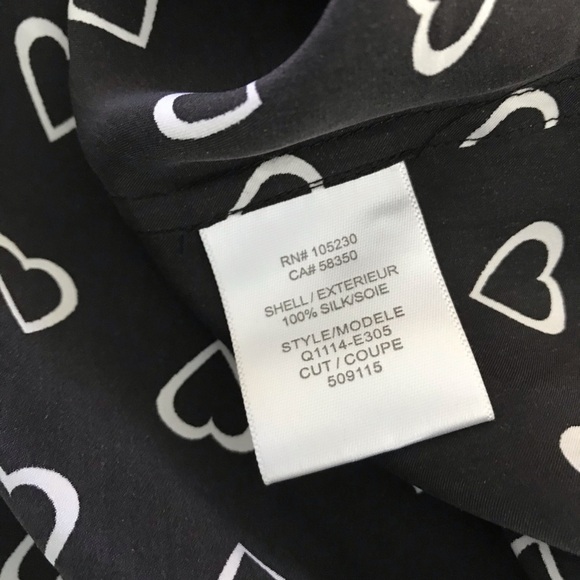 RN# 105230
CA# 58350
SHELL / EXTERIEUR
100% SILK/SOIE
STYLE/MODELE
Q1114-E305
CUT / COUPE
509115